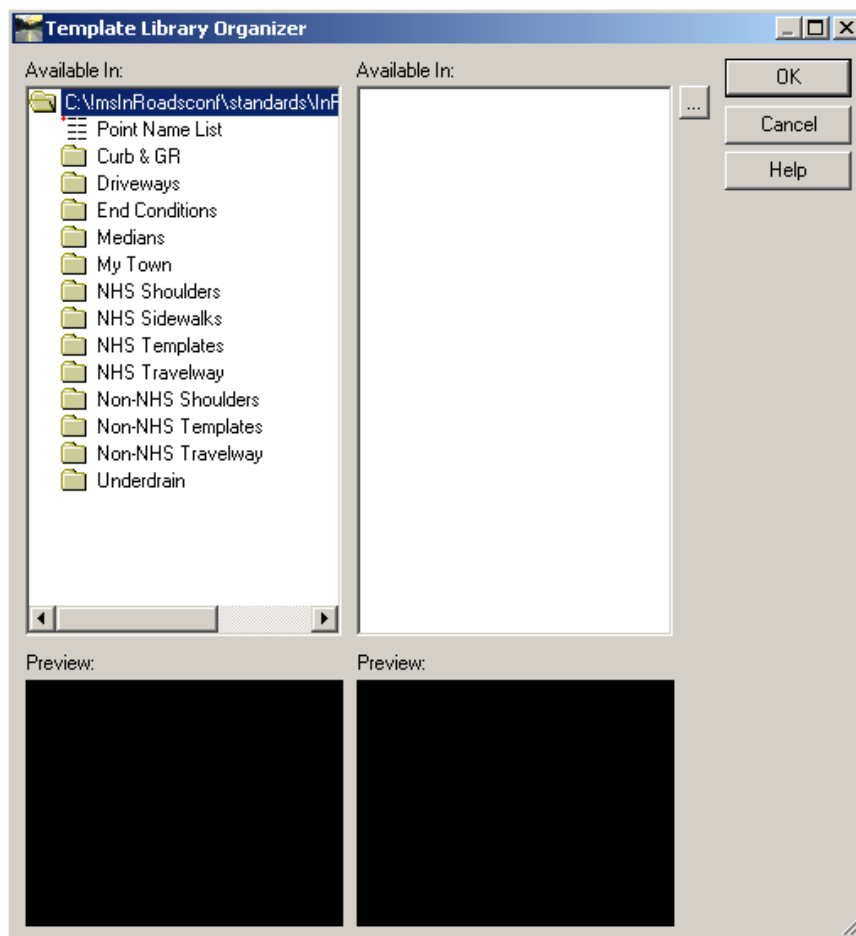 Template Library Organizer
Available In:
Available In:
C:\ImsInRoadsconf\standards\InF
Point Name List
Curb & GR
Driveways
End Conditions
Medians
My Town
NHS Shoulders
NHS Sidewalks
NHS Templates
NHS Travelway
Non-NHS Shoulders
Non-NHS Templates
Non-NHS Travelway
Underdrain
...
OK
Cancel
Help
Preview:
Preview: